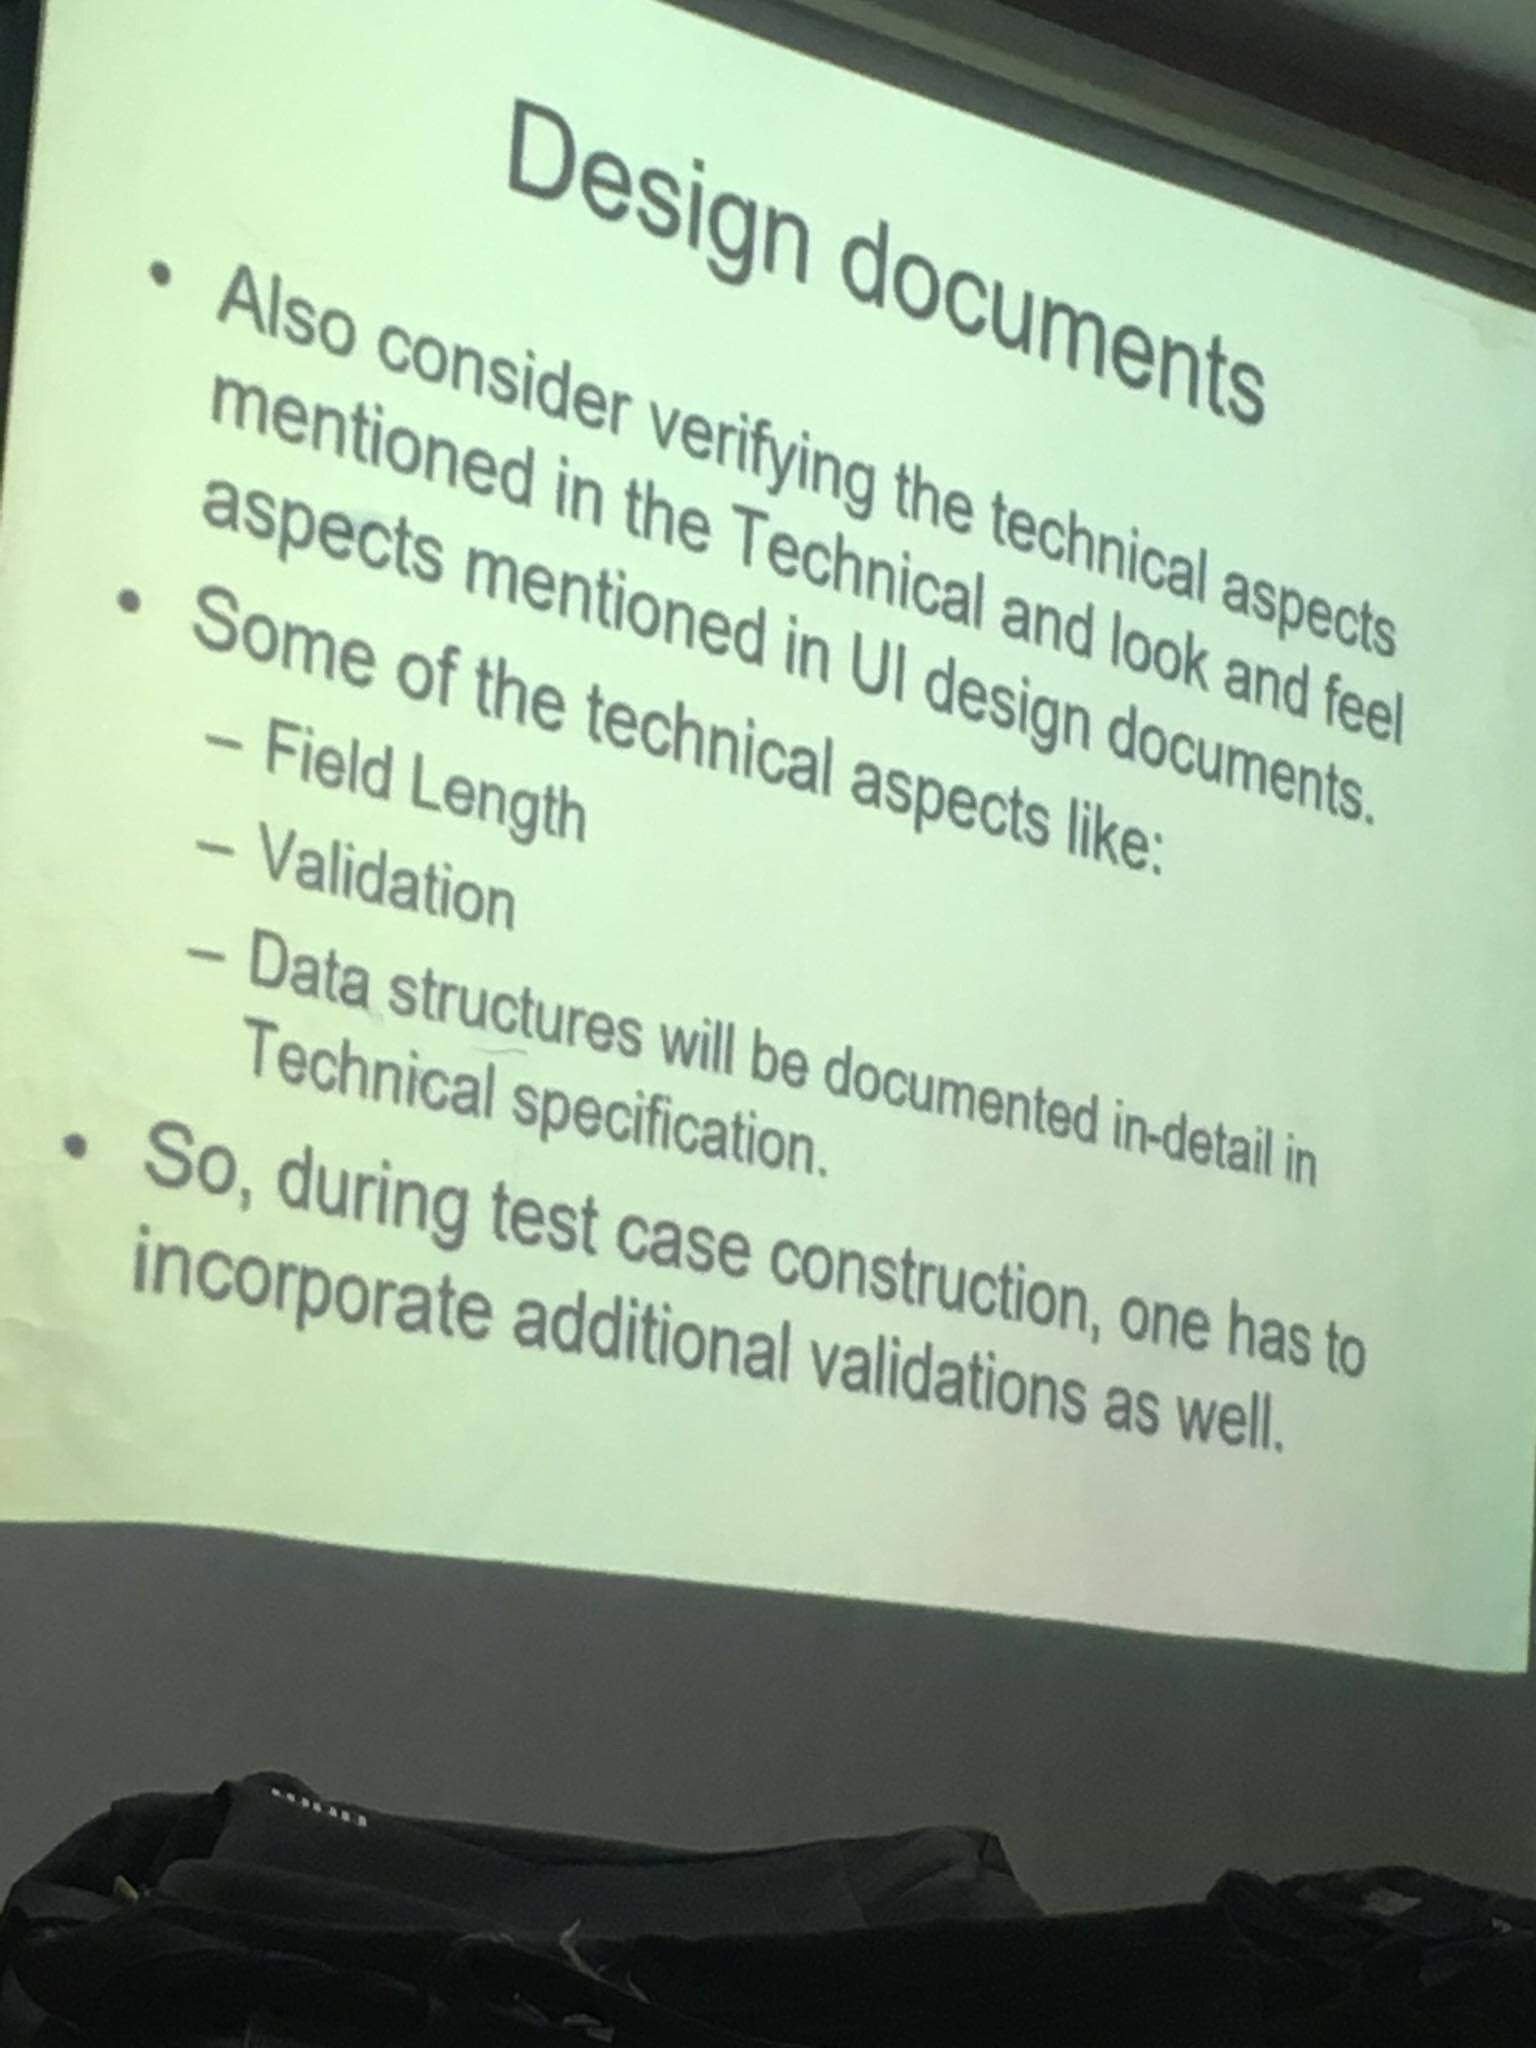 Design documents
• Also consider verifying the technical aspects
mentioned in the Technical and look and feel
aspects mentioned in UI design documents.
• Some of the technical aspects like:
– Field Length
– Validation
– Data structures will be documented in-detail in
Technical specification.
• So, during test case construction, one has to
incorporate additional validations as well.